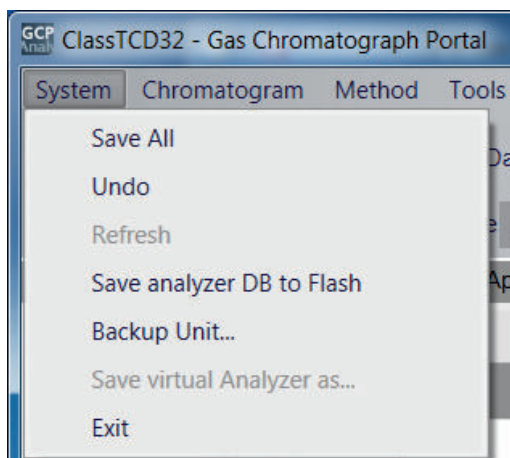 GCP
Analy ClassTCD32 - Gas Chromatograph Portal
System Chromatogram Method Tools
Save All
Undo
Refresh
Save analyzer DB to Flash
Backup Unit...
Save virtual Analyzer as...
Exit